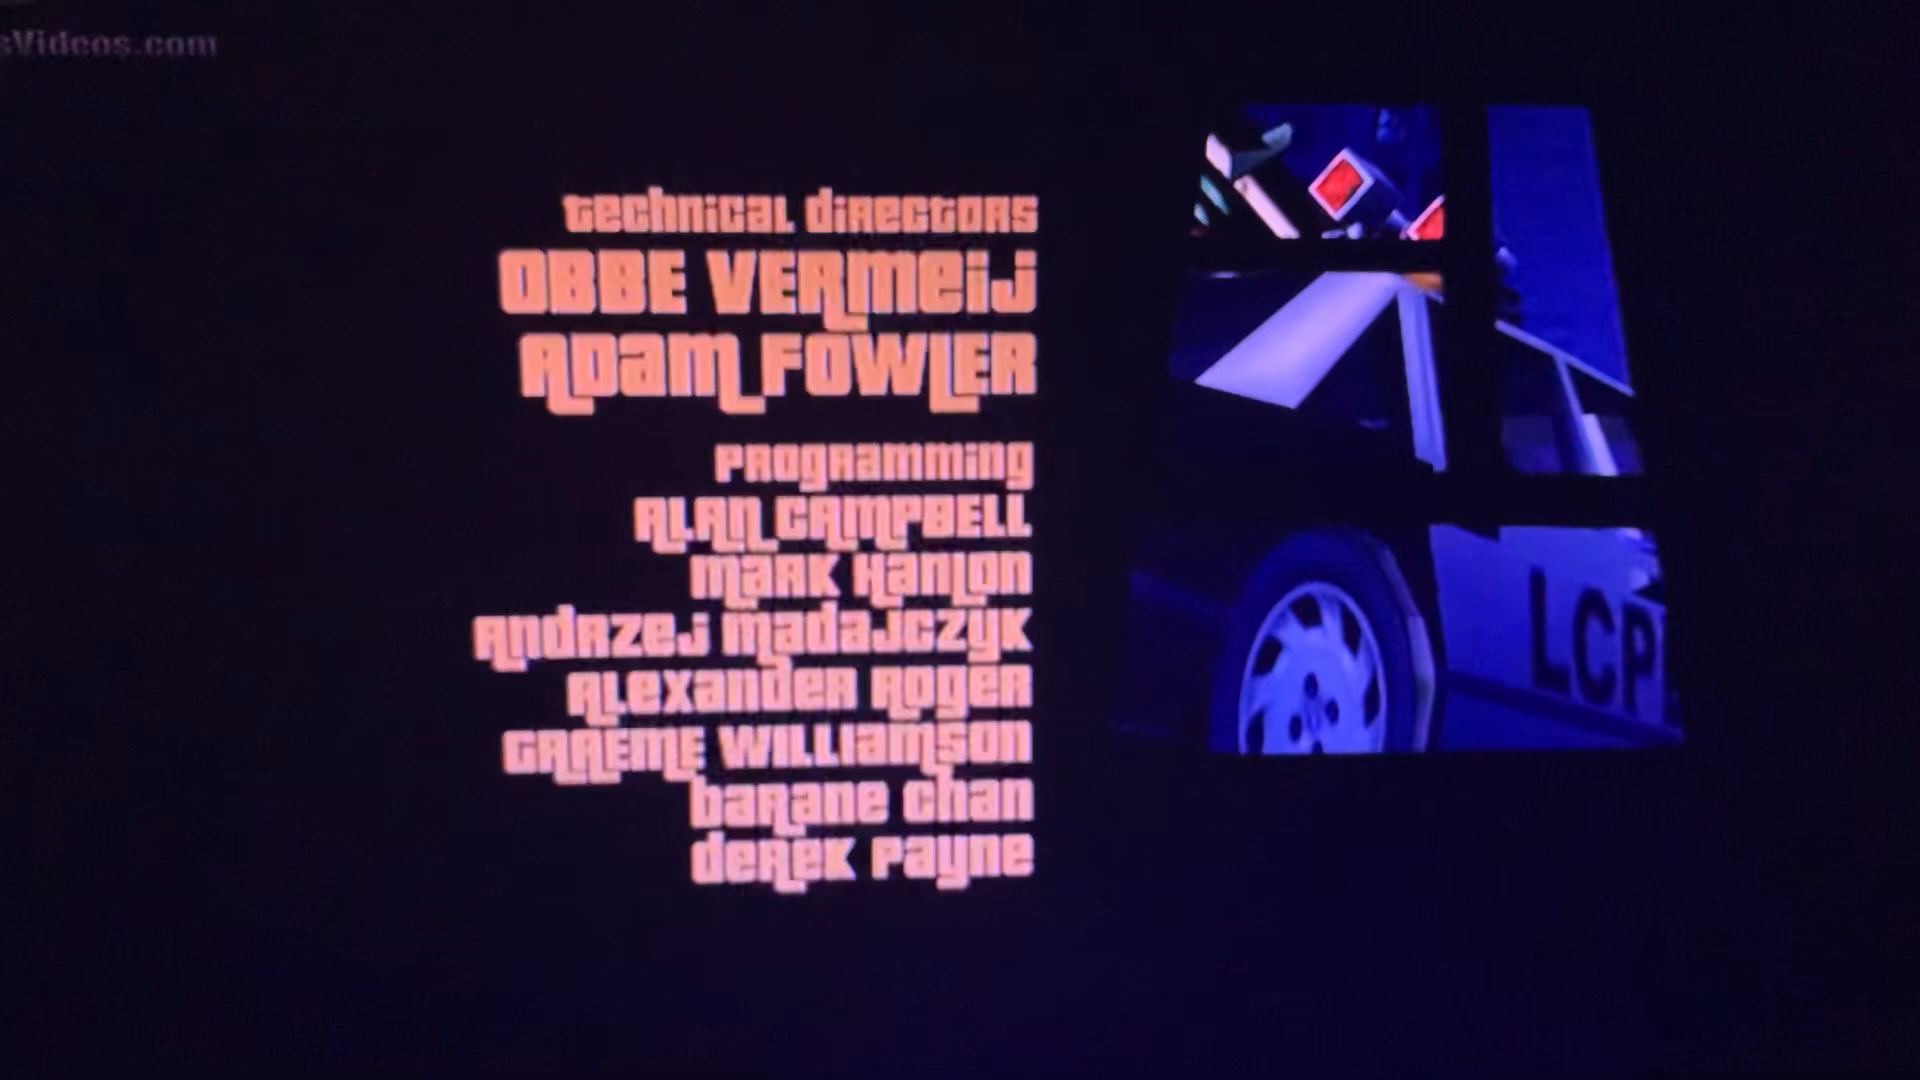 sVideos.com
technical directors
OBBE VERmeij
ADam FOWLER
programming
ALAN CAMPBELL
mark Hanlon
andrzej madajczyk
alexander roger
GRAEME WILLIamson
barane chan
derek payne
LCP